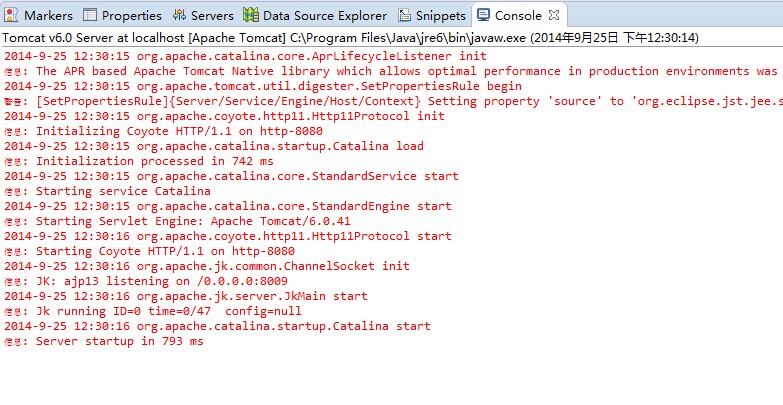 Markers Properties Servers Data Source Explorer Snippets Console
Tomcat v6.0 Server at localhost [Apache Tomcat] C:\Program Files\Java\jre6\bin\javaw.exe (2014年9月25日 下午12:30:14)
2014-9-25 12:30:15 org.apache.catalina.core.AprLifecycleListener init
信息: The APR based Apache Tomcat Native library which allows optimal performance in production environments was
2014-9-25 12:30:15 org.apache.tomcat.util.digester.SetPropertiesRule begin
警告: [SetPropertiesRule]{Server/Service/Engine/Host/Context} Setting property 'source' to 'org.eclipse.jst.jee.s
2014-9-25 12:30:15 org.apache.coyote.http11.Http11Protocol init
信息: Initializing Coyote HTTP/1.1 on http-8080
2014-9-25 12:30:15 org.apache.catalina.startup.Catalina load
信息: Initialization processed in 742 ms
2014-9-25 12:30:15 org.apache.catalina.core.StandardService start
信息: Starting service Catalina
2014-9-25 12:30:15 org.apache.catalina.core.StandardEngine start
信息: Starting Servlet Engine: Apache Tomcat/6.0.41
2014-9-25 12:30:16 org.apache.coyote.http11.Http11Protocol start
信息: Starting Coyote HTTP/1.1 on http-8080
2014-9-25 12:30:16 org.apache.jk.common.ChannelSocket init
信息: JK: ajp13 listening on /0.0.0.0:8009
2014-9-25 12:30:16 org.apache.jk.server.JkMain start
信息: Jk running ID=0 time=0/47  config=null
2014-9-25 12:30:16 org.apache.catalina.startup.Catalina start
信息: Server startup in 793 ms